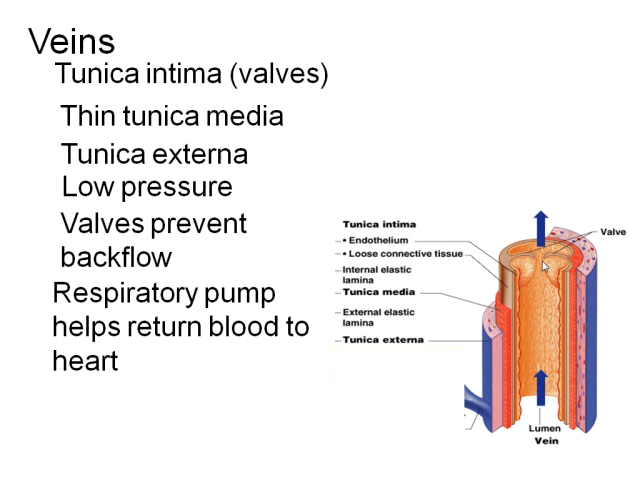 Veins
Tunica intima (valves)
Thin tunica media
Tunica externa
Low pressure
Valves prevent
backflow
Respiratory pump
helps return blood to
heart
Tunica intima
• Endothelium
• Loose connective tissue
Internal elastic
lamina
Tunica media
External elastic
lamina
Tunica externa
Valve
Lumen
Vein